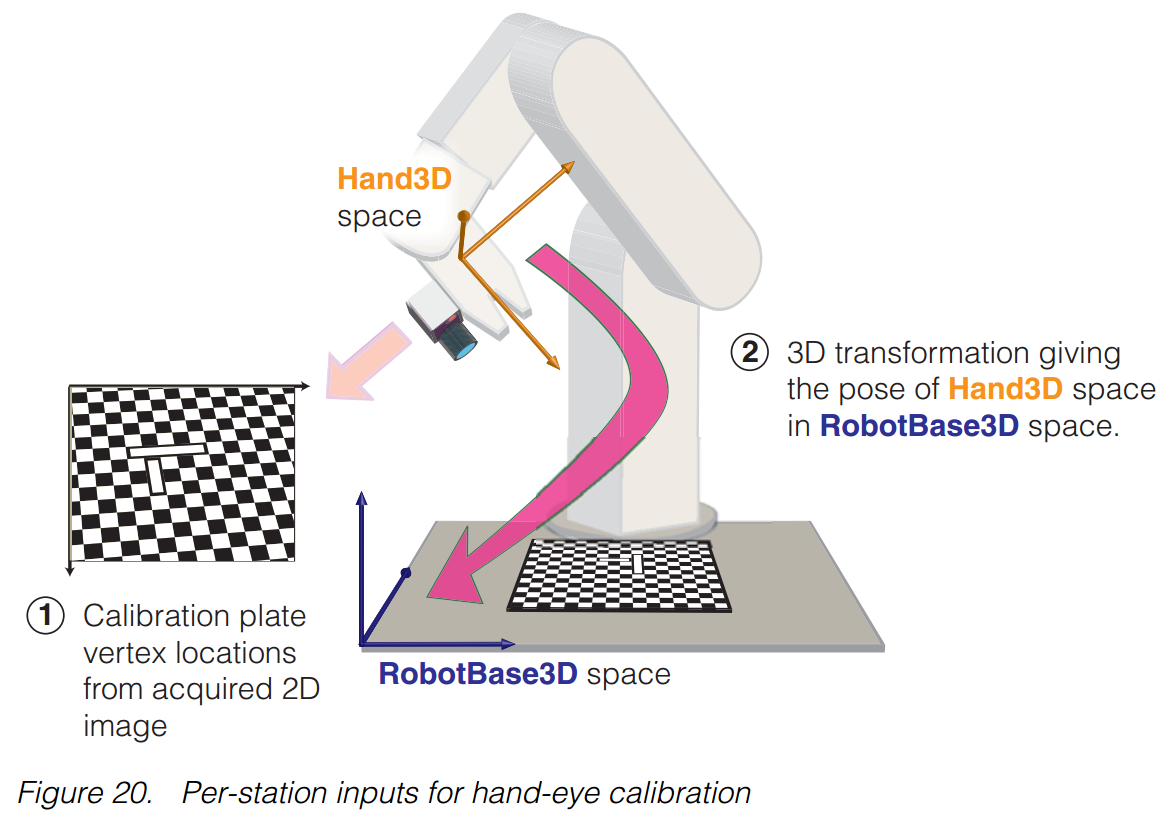 Hand3D
space
2 3D transformation giving
the pose of Hand3D space
in RobotBase3D space.
1 Calibration plate
vertex locations
from acquired 2D
image
RobotBase3D space
Figure 20. Per-station inputs for hand-eye calibration